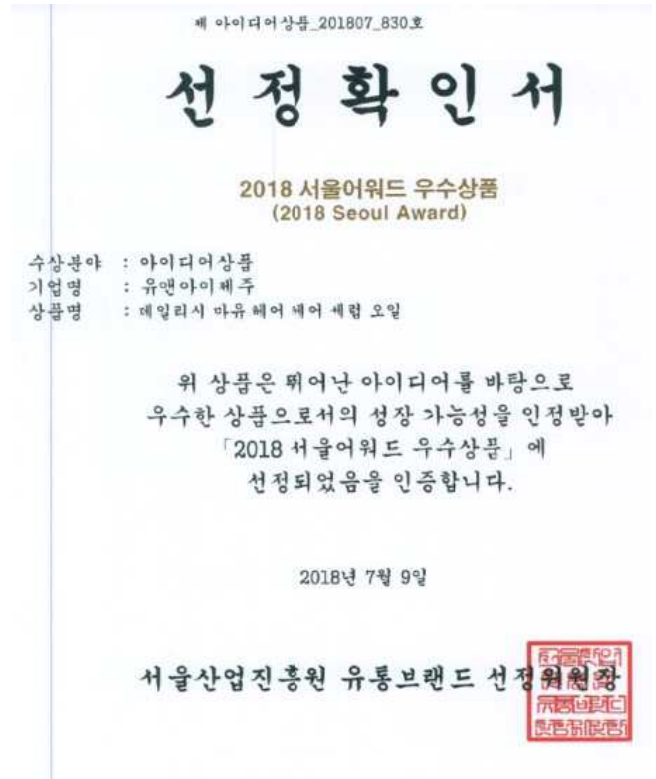 제 아이디어상품_201807_830호
선정확인서
2018 서울어워드 우수상품
(2018 Seoul Award)
수상분야 : 아이디어상품
기업명 : 유앤아이제주
상품명 : 데일리시 마유 헤어 케어 세럼 오일
위 상품은 뛰어난 아이디어를 바탕으로
우수한 상품으로서의 성장 가능성을 인정받아
「2018 서울어워드 우수상품」에
선정되었음을 인증합니다.
2018년 7월 9일
서울산업진흥원 유통브랜드 선정위원장